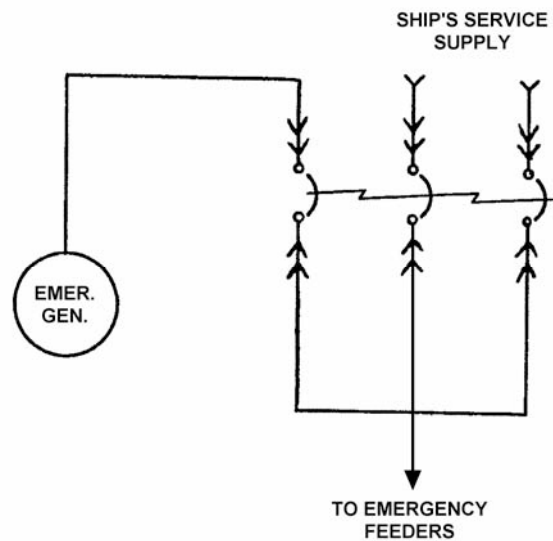 SHIP'S SERVICE
SUPPLY
EMER.
GEN.
TO EMERGENCY
FEEDERS